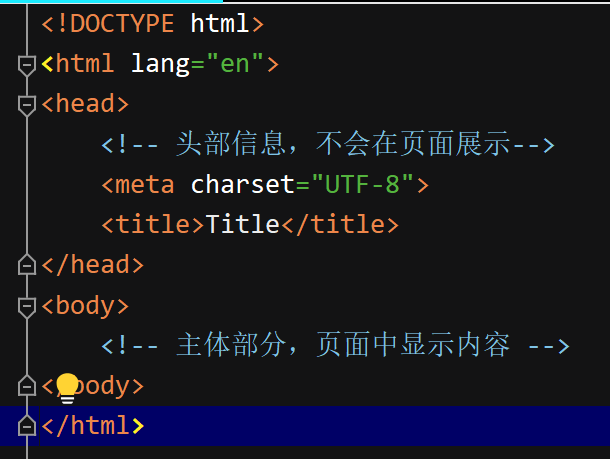 <!DOCTYPE html>
<html lang="en">
<head>
<!-- 头部信息，不会在页面展示-->
<meta charset="UTF-8">
<title>Title</title>
</head>
<body>
<!-- 主体部分，页面中显示内容 -->
</body>
</html>